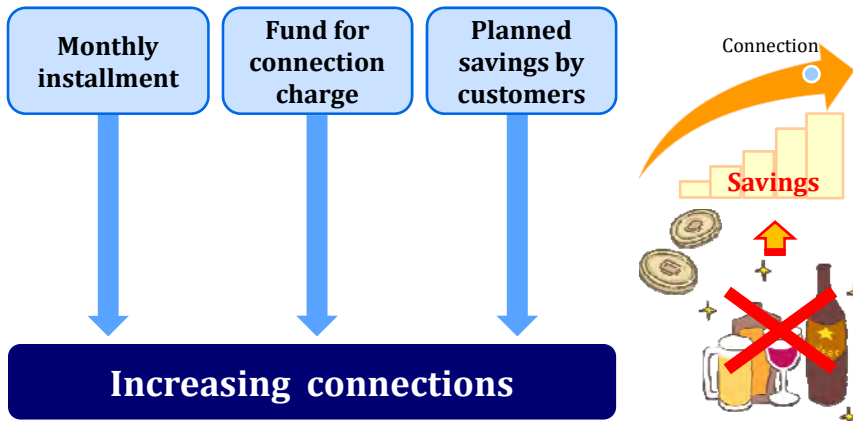 Monthly
installment
Fund for
connection
charge
Planned
savings by
customers
Connection
Savings
Increasing connections